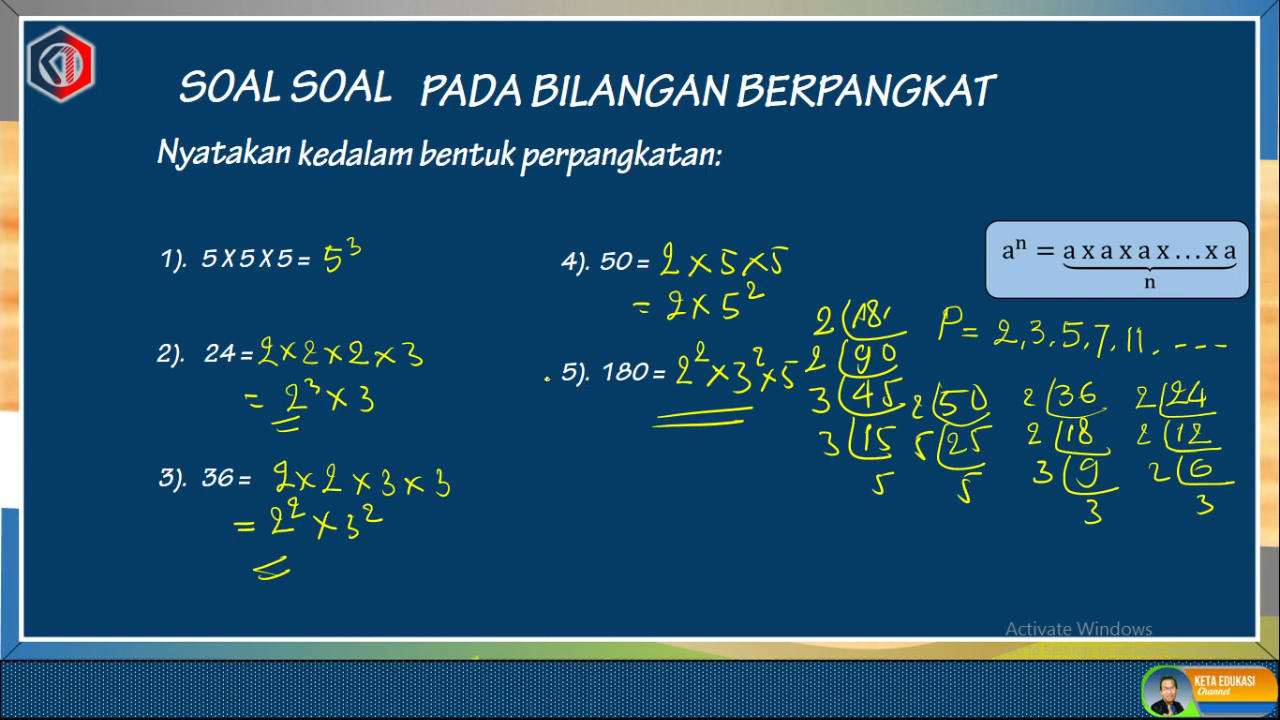 SOAL SOAL PADA BILANGAN BERPANGKAT
Nyatakan kedalam bentuk perpangkatan:
1). 5 X 5 X 5 = 5³
2). 24 = 2 × 2 × 2 × 3
= 2³ × 3
3). 36 = 2 × 2 × 3 × 3
= 2² × 3²
4). 50 = 2 × 5 × 5
= 2 × 5²
5). 180 = 2² × 3² × 5
aⁿ = a x a x a x . . . x a
n
P = 2, 3, 5, 7, 11, ----
2 18
2 90
3 45
3 15
5
2 50
5 25
5
2 36
2 18
3 9
3
2 24
2 12
2 6
3
Activate Windows
KETA EDUKASI
Channel